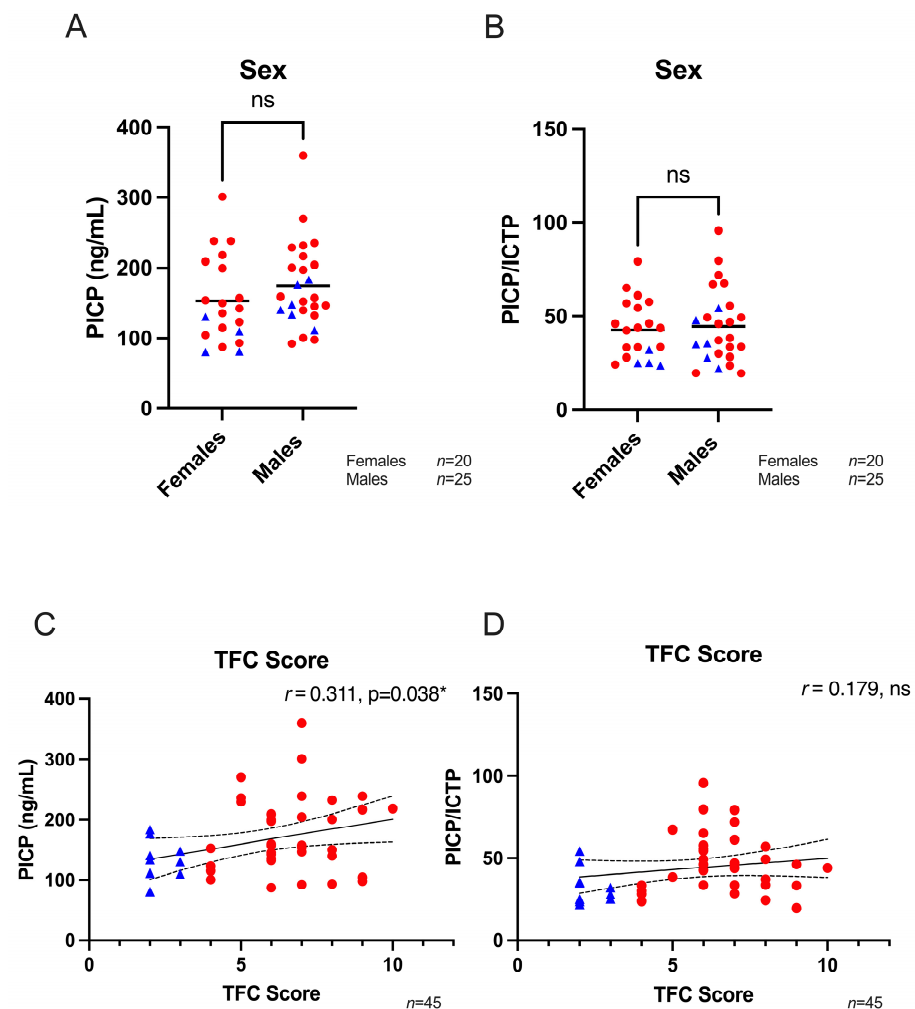 A
B
Sex
Sex
ns
ns
400
300
200
100
0
PICP (ng/mL)
Females
Males
Females n=20
Males n=25
150
100
50
0
PICP/ICTP
Females
Males
Females n=20
Males n=25
C
D
TFC Score
TFC Score
r = 0.311, p=0.038*
r = 0.179, ns
400
300
200
100
0
PICP (ng/mL)
0 5 10
TFC Score
n=45
150
100
50
0
PICP/ICTP
0 5 10
TFC Score
n=45